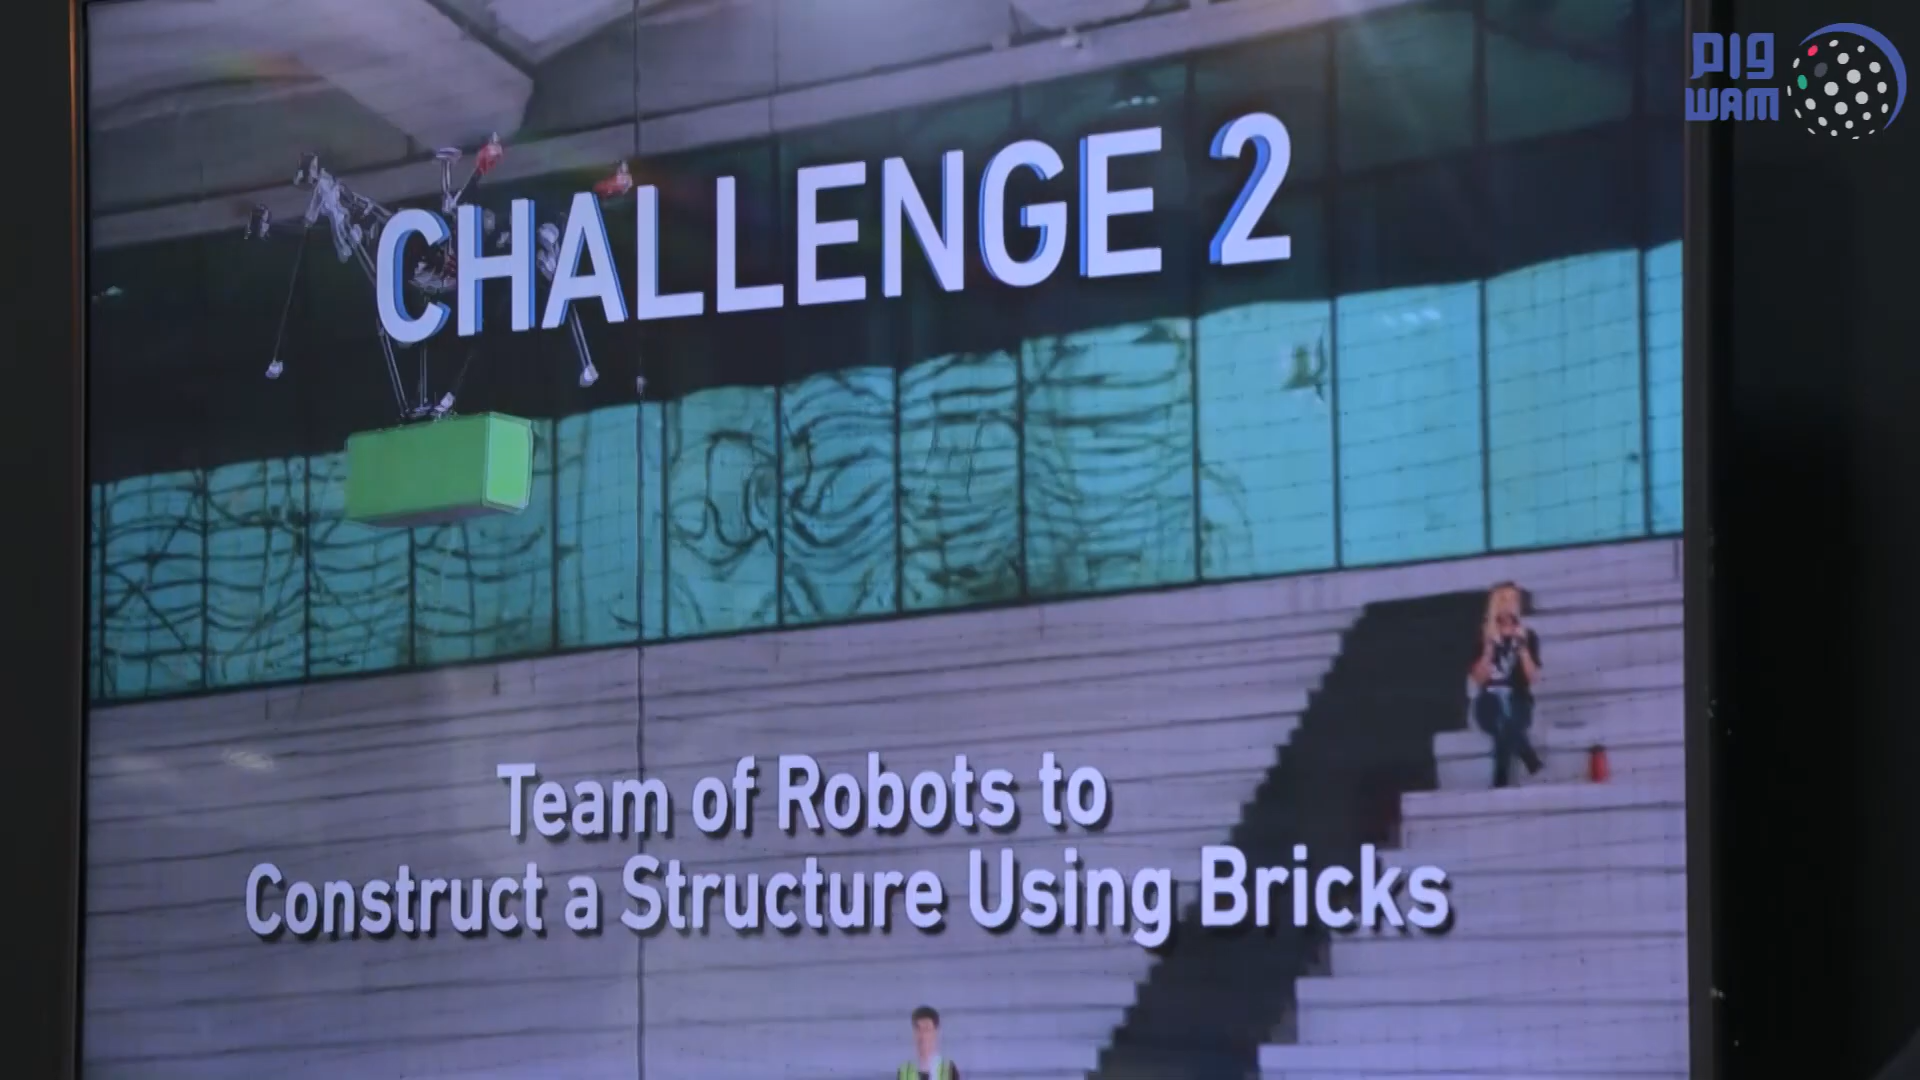 CHALLENGE 2
Team of Robots to
Construct a Structure Using Bricks
وام
WAM